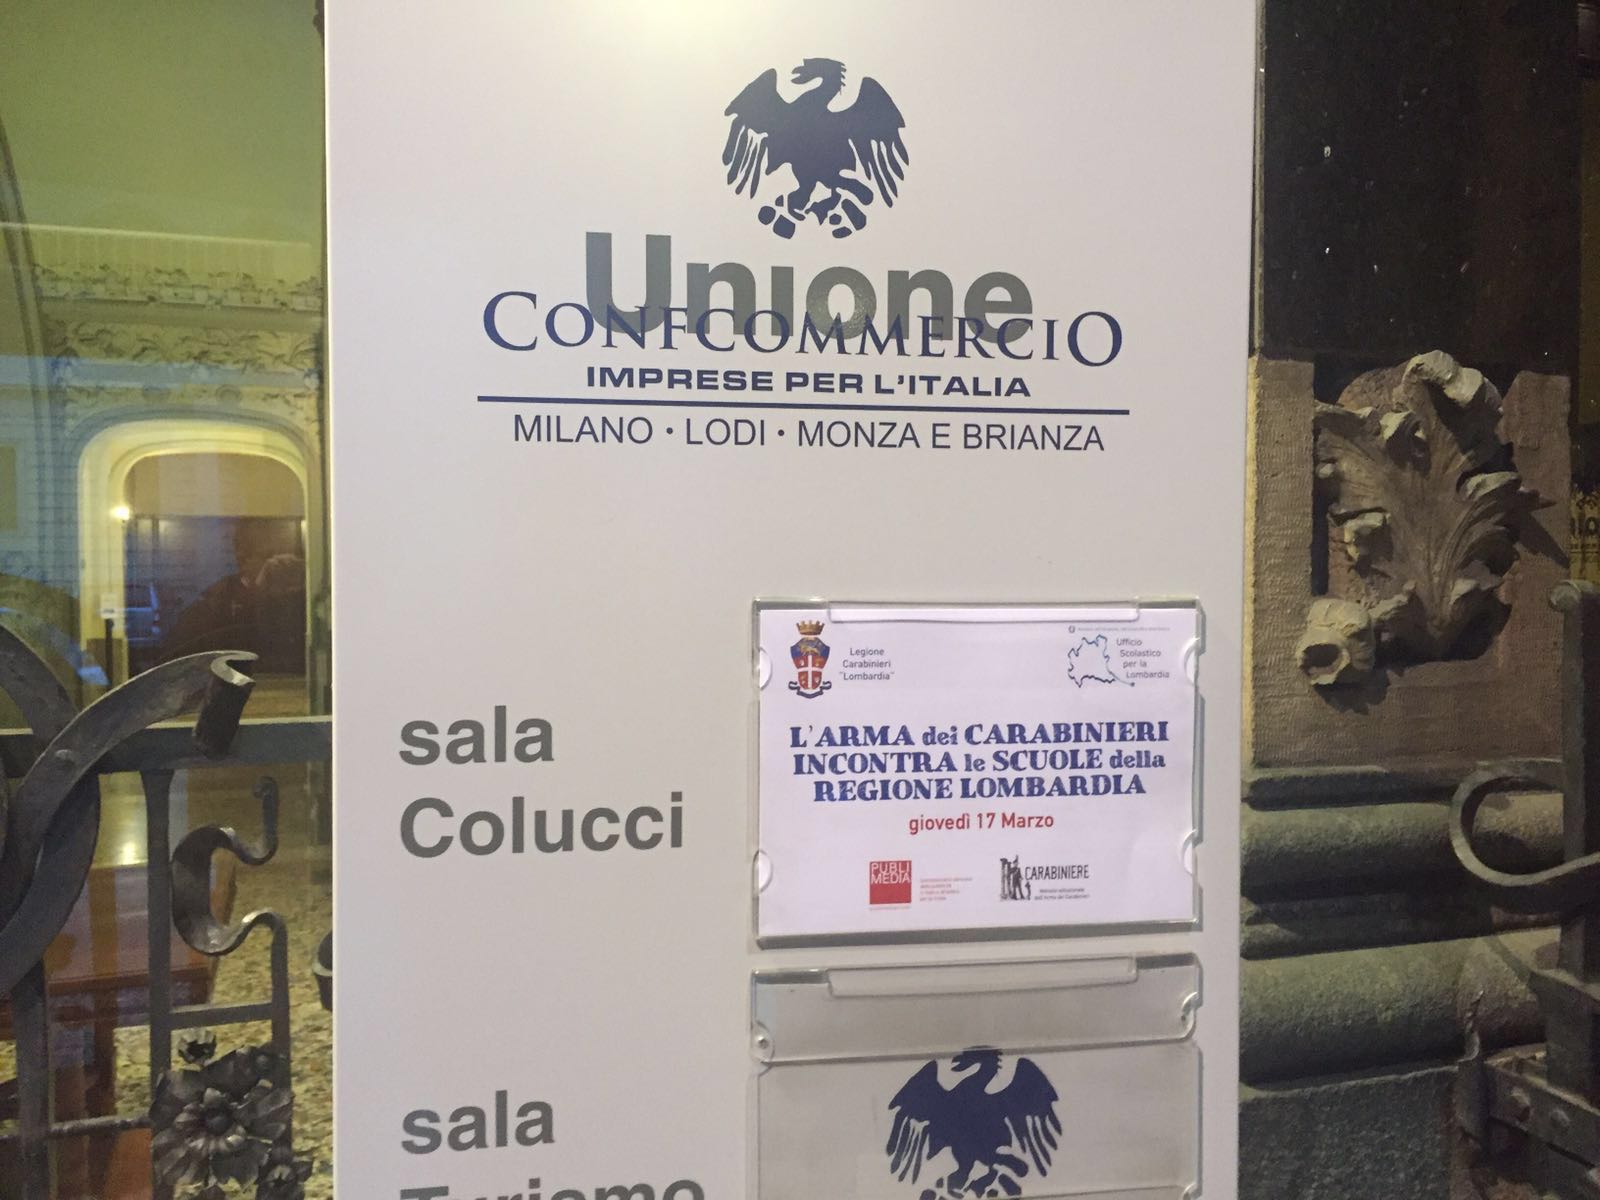 Unione
CONFCOMMERCIO
IMPRESE PER L'ITALIA
MILANO • LODI • MONZA E BRIANZA
sala
Colucci
Legione
Carabinieri
"Lombardia"
Ufficio
Scolastico
per la
Lombardia
L'ARMA dei CARABINIERI
INCONTRA le SCUOLE della
REGIONE LOMBARDIA
giovedì 17 Marzo
PUBLI
MEDIA
CARABINIERE
sala
Turismo